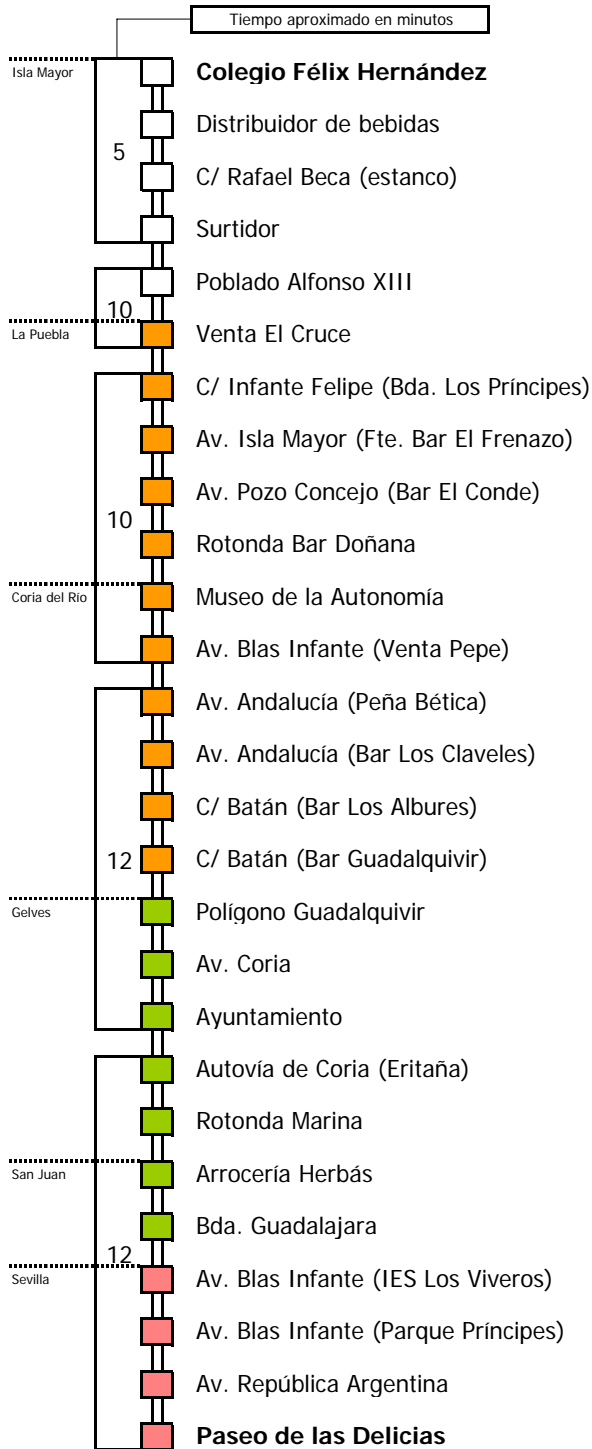 Tiempo aproximado en minutos
Isla Mayor
Colegio Félix Hernández
Distribuidor de bebidas
5
C/ Rafael Beca (estanco)
Surtidor
Poblado Alfonso XIII
10
La Puebla
Venta El Cruce
C/ Infante Felipe (Bda. Los Príncipes)
Av. Isla Mayor (Fte. Bar El Frenazo)
Av. Pozo Concejo (Bar El Conde)
10
Rotonda Bar Doñana
Coria del Río
Museo de la Autonomía
Av. Blas Infante (Venta Pepe)
Av. Andalucía (Peña Bética)
Av. Andalucía (Bar Los Claveles)
C/ Batán (Bar Los Albures)
12
C/ Batán (Bar Guadalquivir)
Gelves
Polígono Guadalquivir
Av. Coria
Ayuntamiento
Autovía de Coria (Eritaña)
Rotonda Marina
San Juan
Arrocería Herbás
Bda. Guadalajara
12
Sevilla
Av. Blas Infante (IES Los Viveros)
Av. Blas Infante (Parque Príncipes)
Av. República Argentina
Paseo de las Delicias